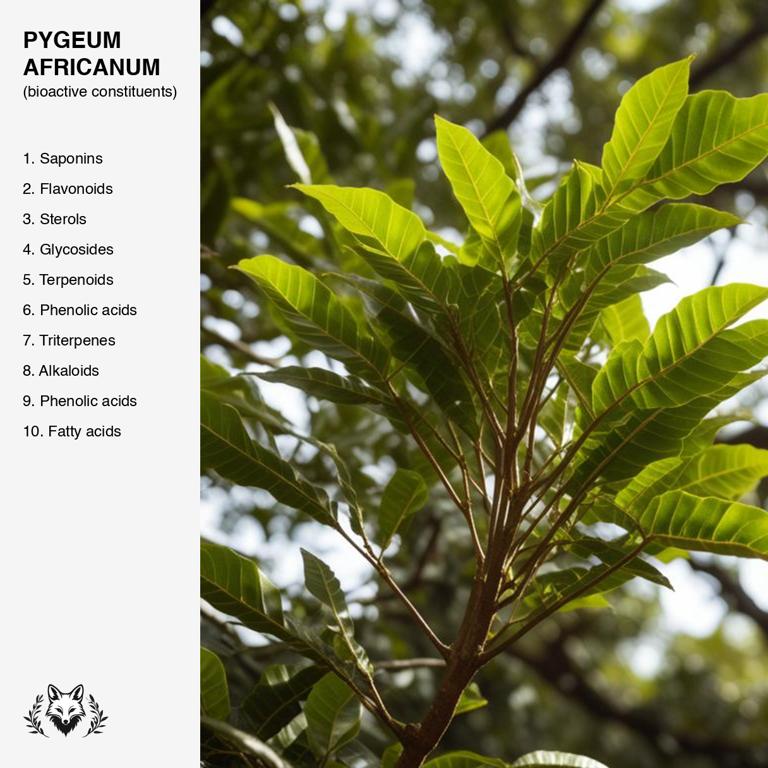 PYGEUM
AFRICANUM
(bioactive constituents)
1. Saponins
2. Flavonoids
3. Sterols
4. Glycosides
5. Terpenoids
6. Phenolic acids
7. Triterpenes
8. Alkaloids
9. Phenolic acids
10. Fatty acids